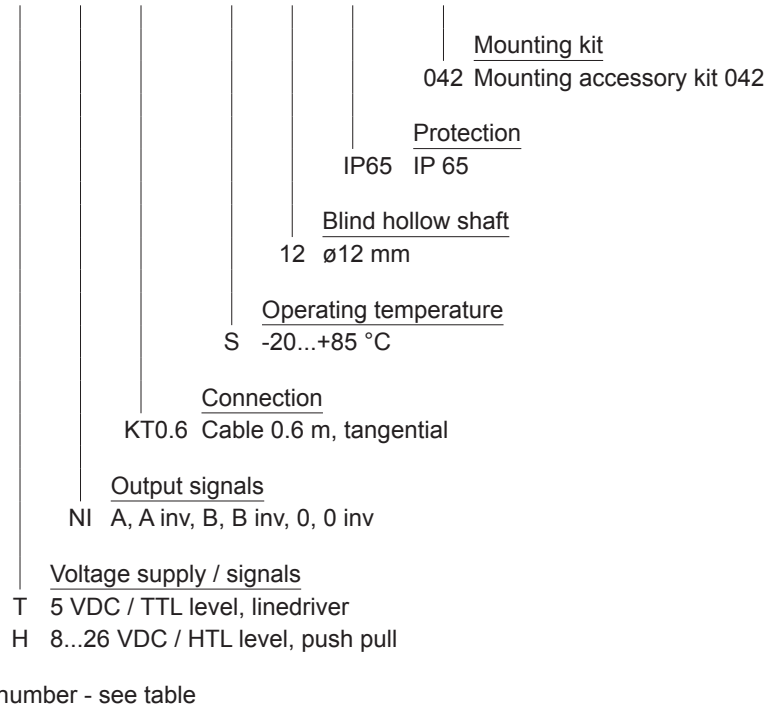 Mounting kit
042 Mounting accessory kit 042
Protection
IP65 IP 65
Blind hollow shaft
12 ø12 mm
Operating temperature
S -20...+85 °C
Connection
KT0.6 Cable 0.6 m, tangential
Output signals
NI A, A inv, B, B inv, 0, 0 inv
Voltage supply / signals
T 5 VDC / TTL level, linedriver
H 8...26 VDC / HTL level, push pull
number - see table